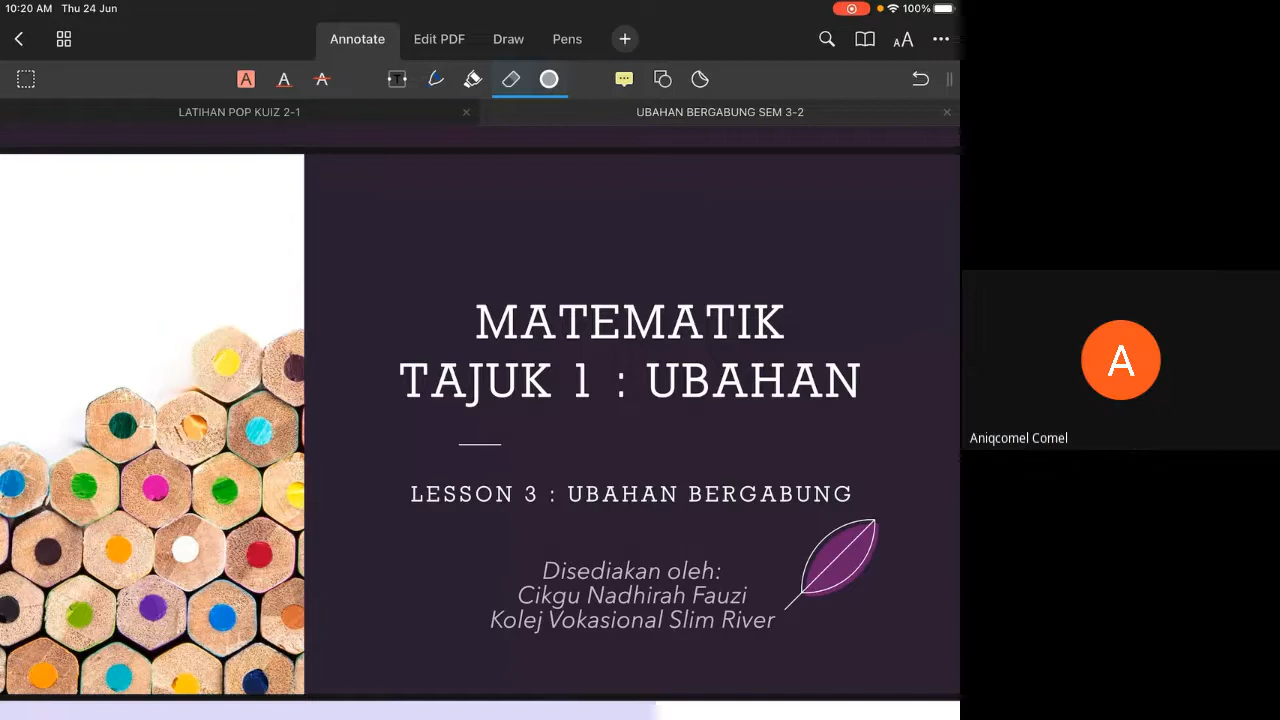 10:20 AM Thu 24 Jun
100%
Annotate
Edit PDF
Draw
Pens
AA
A
A
A
T
LATIHAN POP KUIZ 2-1
UBAHAN BERGABUNG SEM 3-2
MATEMATIK
TAJUK 1 : UBAHAN
LESSON 3 : UBAHAN BERGABUNG
Disediakan oleh:
Cikgu Nadhirah Fauzi
Kolej Vokasional Slim River
A
Aniqcomel Comel